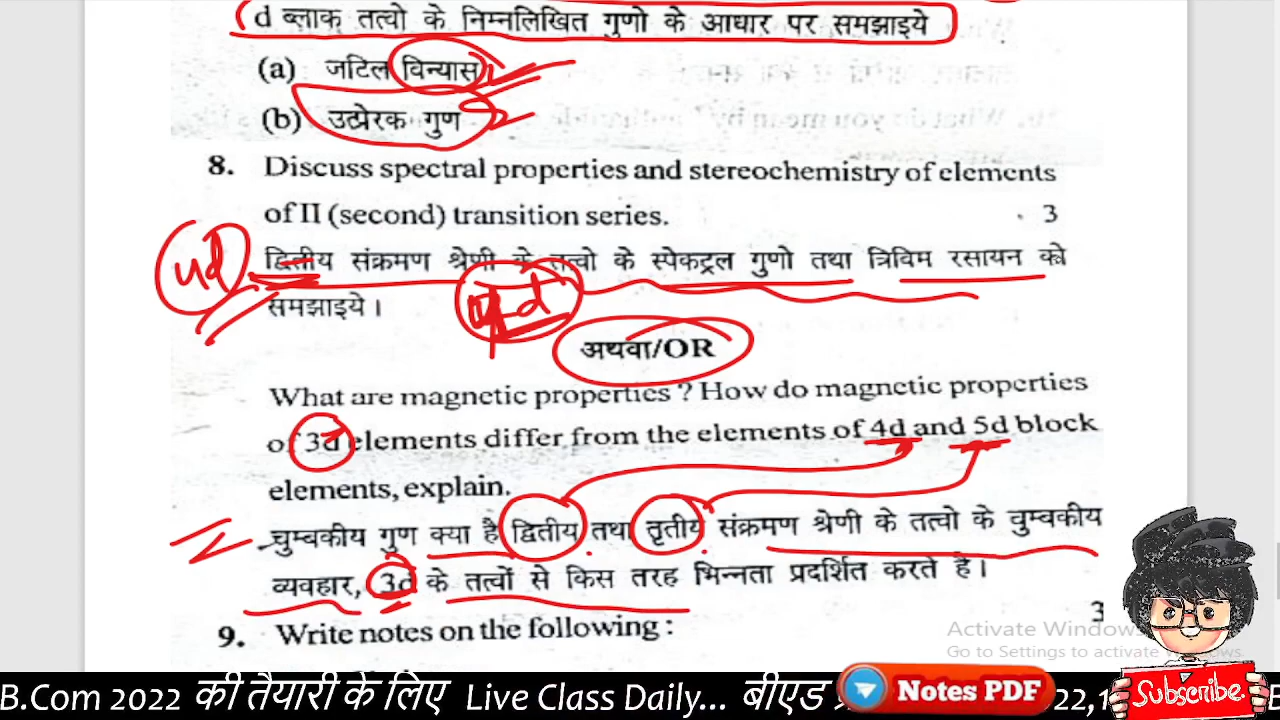 d ब्लाक तत्वो के निम्नलिखित गुणो के आधार पर समझाइये
(a) जटिल विन्यास।
(b) उत्प्रेरक गुण
8. Discuss spectral properties and stereochemistry of elements
of II (second) transition series. 3
द्वितीय संक्रमण श्रेणी के तत्वो के स्पेकट्रल गुणो तथा त्रिविम रसायन को
4d
समझाइये।
4d
अथवा/OR
What are magnetic properties ? How do magnetic properties
of 3d elements differ from the elements of 4d and 5d block
elements, explain.
चुम्बकीय गुण क्या है द्वितीय तथा तृतीय संक्रमण श्रेणी के तत्वो के चुम्बकीय
व्यवहार, 3d के तत्वों से किस तरह भिन्नता प्रदर्शित करते है।
3
9. Write notes on the following :
Activate Windows
Go to Settings to activate Windows.
B.Com 2022 की तैयारी के लिए Live Class Daily... बीएड
Notes PDF
Subscribe